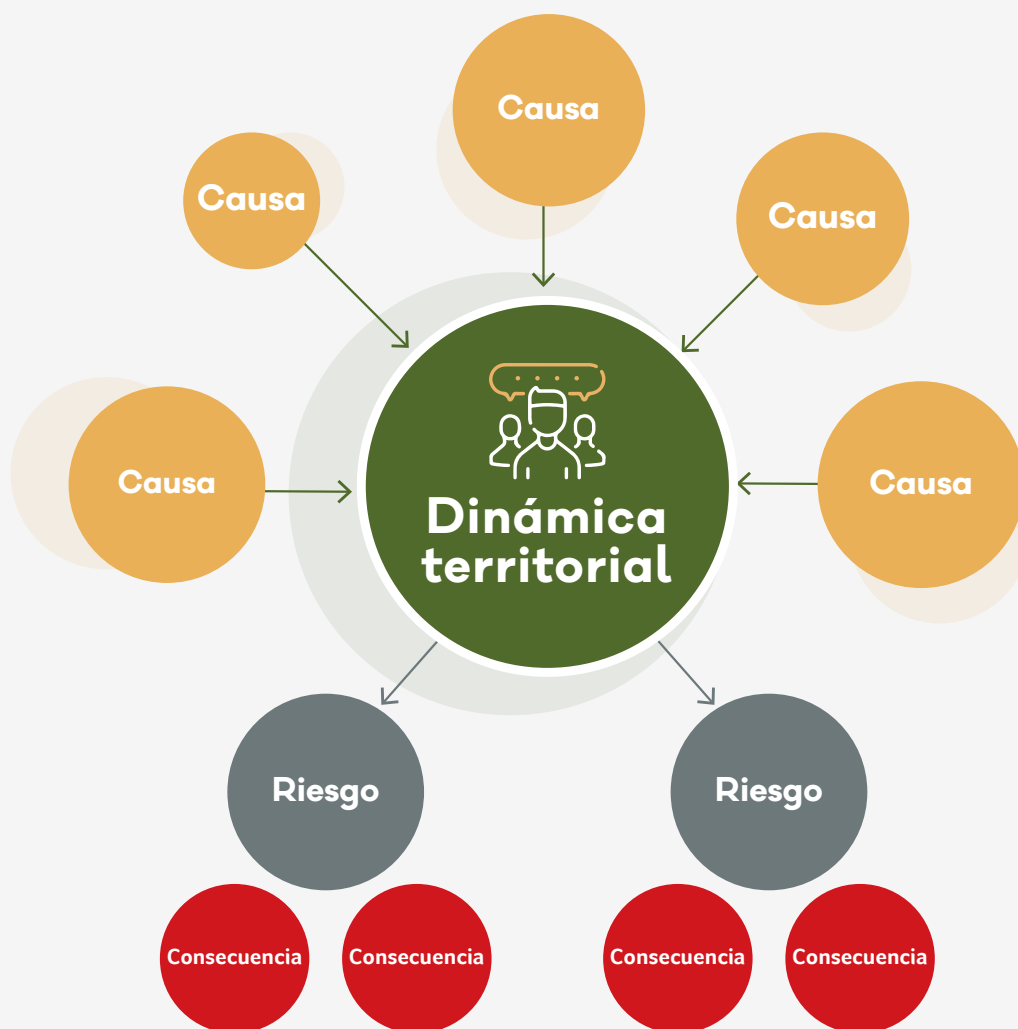 Causa
Causa
Causa
Causa
Causa
Dinámica
territorial
Riesgo
Riesgo
Consecuencia
Consecuencia
Consecuencia
Consecuencia